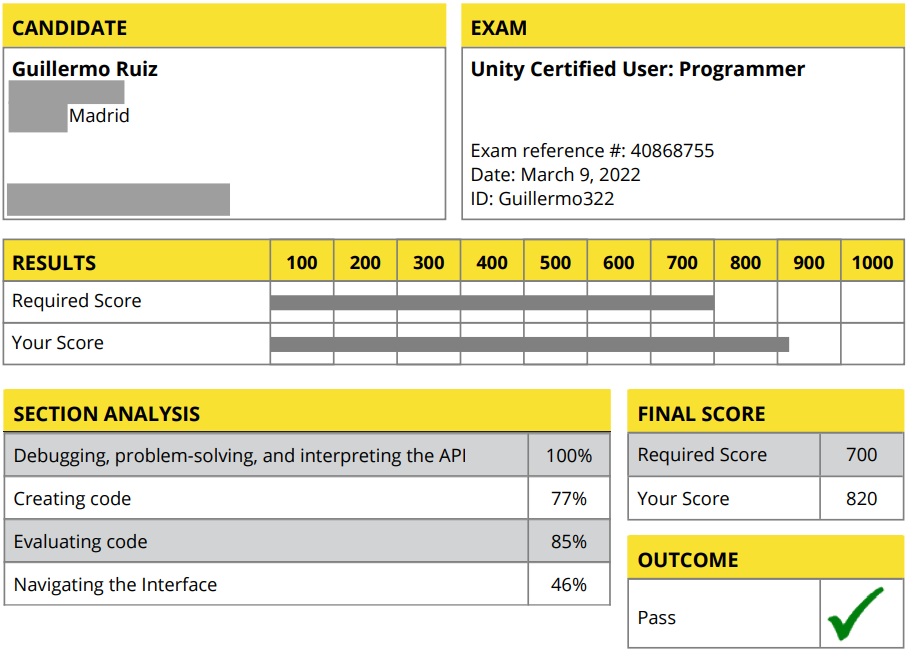 CANDIDATE
Guillermo Ruiz
Madrid
EXAM
Unity Certified User: Programmer
Exam reference #: 40868755
Date: March 9, 2022
ID: Guillermo322
RESULTS 100 200 300 400 500 600 700 800 900 1000
Required Score
Your Score
SECTION ANALYSIS
Debugging, problem-solving, and interpreting the API 100%
Creating code 77%
Evaluating code 85%
Navigating the Interface 46%
FINAL SCORE
Required Score 700
Your Score 820
OUTCOME
Pass